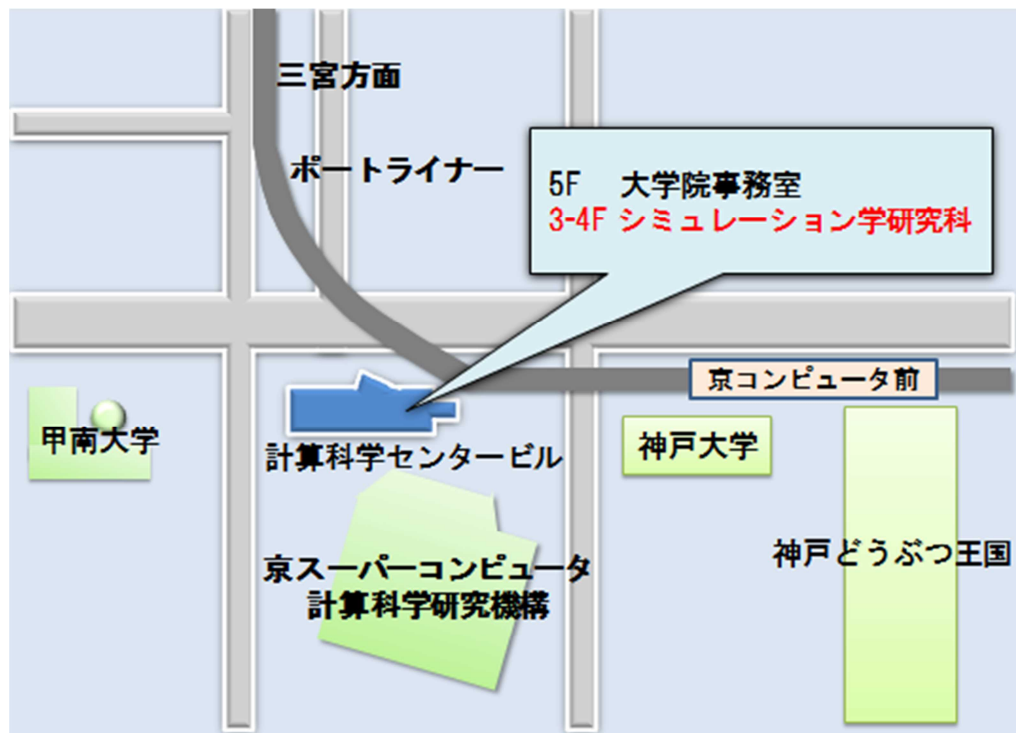 三宮方面
ポートライナー
5F 大学院事務室
3-4F シミュレーション学研究科
京コンピュータ前
甲南大学
計算科学センタービル
神戸大学
京スーパーコンピュータ
計算科学研究機構
神戸どうぶつ王国